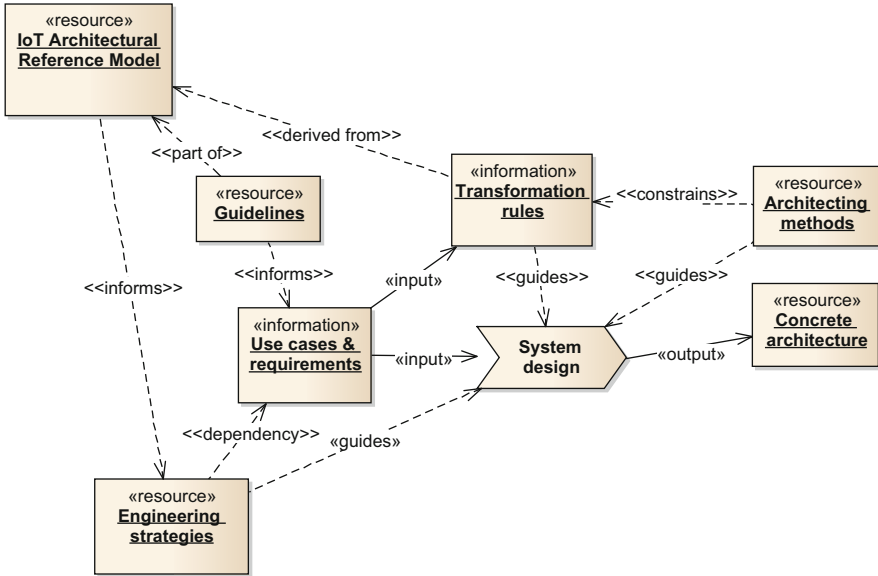 «resource»
IoT Architectural
Reference Model
<<derived from>>
<<part of>>
«resource»
Guidelines
«information»
Transformation
rules
<<constrains>>
«resource»
Architecting
methods
<<informs>>
<<informs>>
«input»
<<guides>>
<<guides>>
«information»
Use cases &
requirements
«input»
System
design
«output»
«resource»
Concrete
architecture
<<dependency>>
«guides»
«resource»
Engineering
strategies